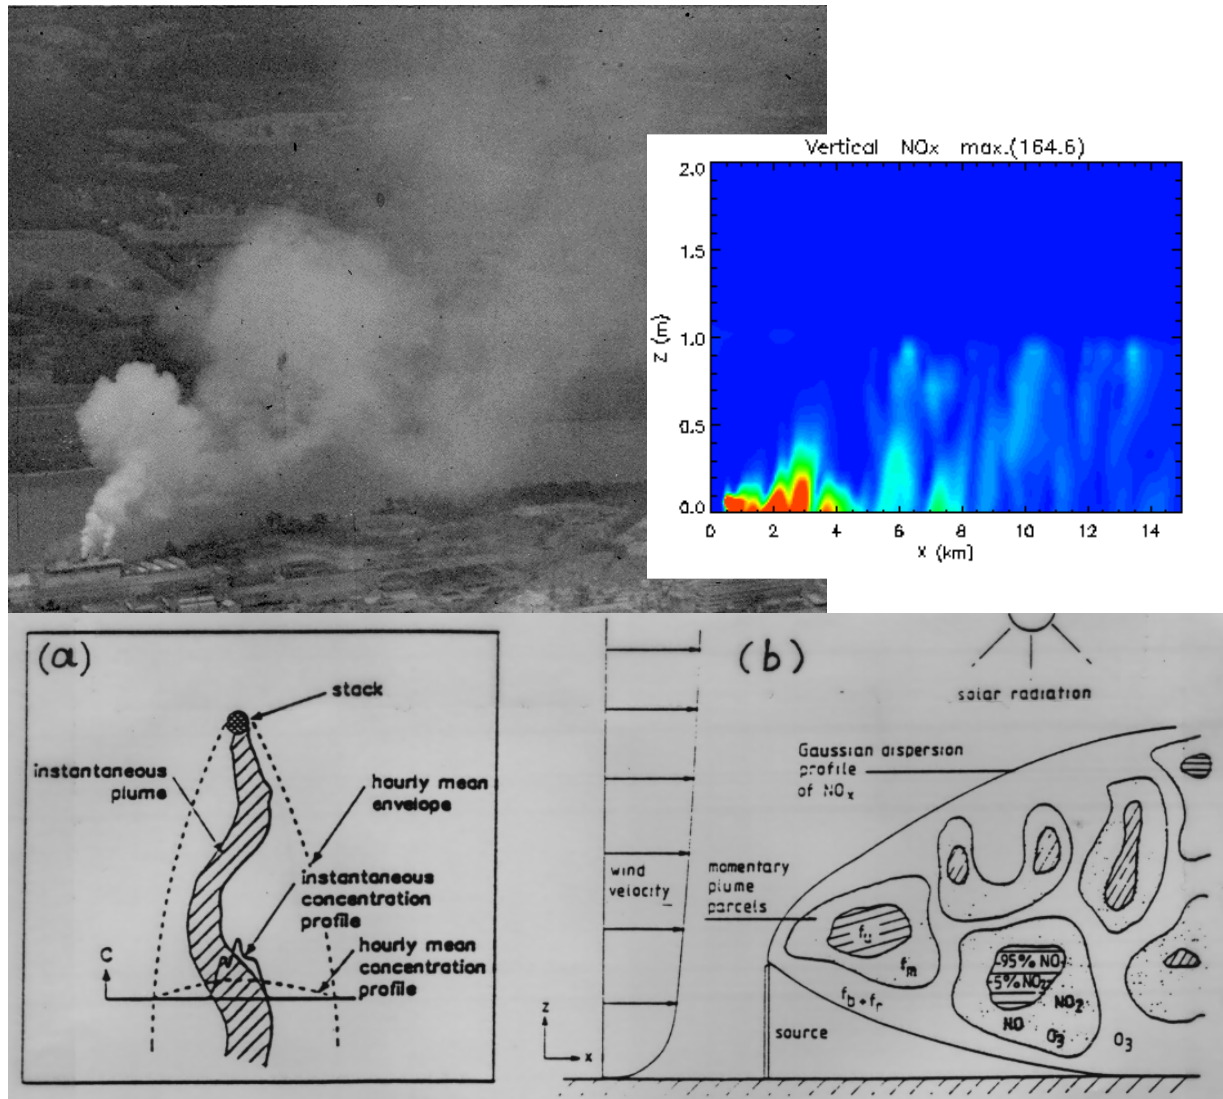 Vertical NOx max.(164.6)
2.0
1.5
1.0
0.5
0.0
Z (m)
0 2 4 6 8 10 12 14
X (km)
(a)
stack
instantaneous
plume
hourly mean
envelope
instantaneous
concentration
profile
hourly mean
concentration
profile
C
(b)
solar radiation
Gaussian dispersion
profile
of NOx
wind
velocity
momentary
plume
parcels
fu
fm
fb + fr
95% NO
5% NO2
NO
NO2
O3
O3
source
z
x